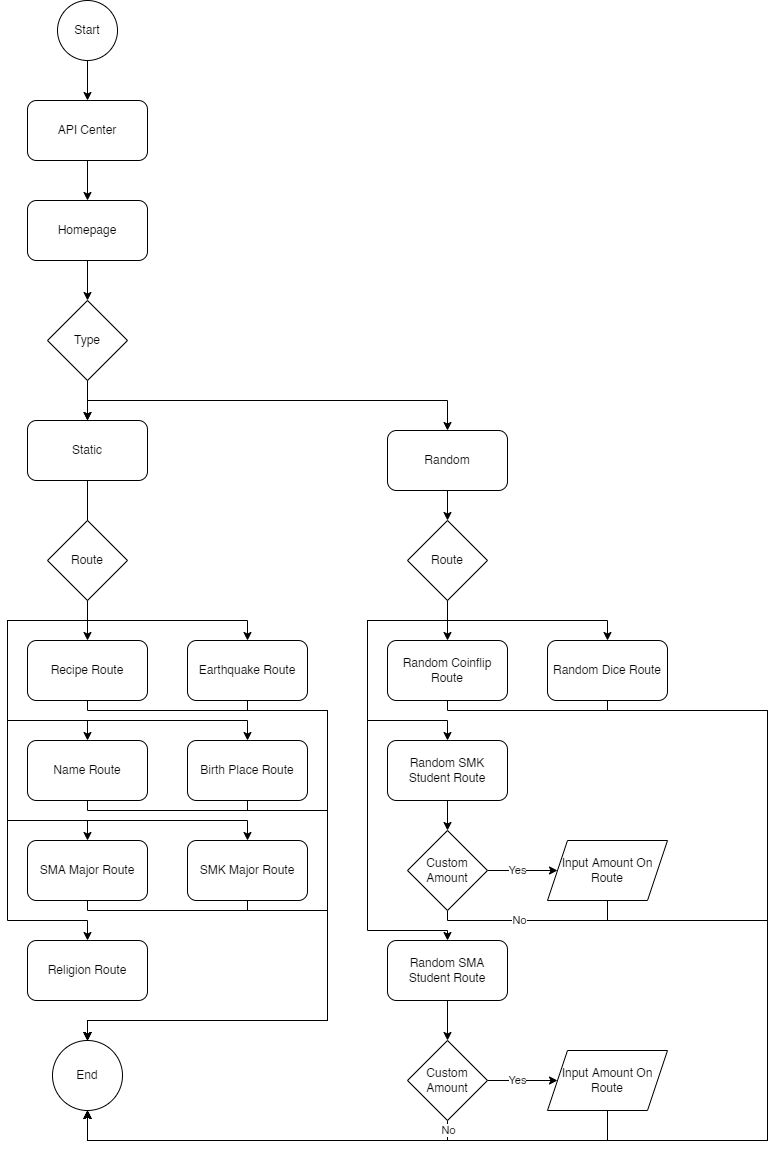 Start
API Center
Homepage
Type
Static
Random
Route
Route
Recipe Route
Earthquake Route
Random Coinflip
Route
Random Dice Route
Name Route
Birth Place Route
Random SMK
Student Route
SMA Major Route
SMK Major Route
Custom
Amount
Yes
Input Amount On
Route
No
Religion Route
Random SMA
Student Route
End
Custom
Amount
Yes
Input Amount On
Route
No